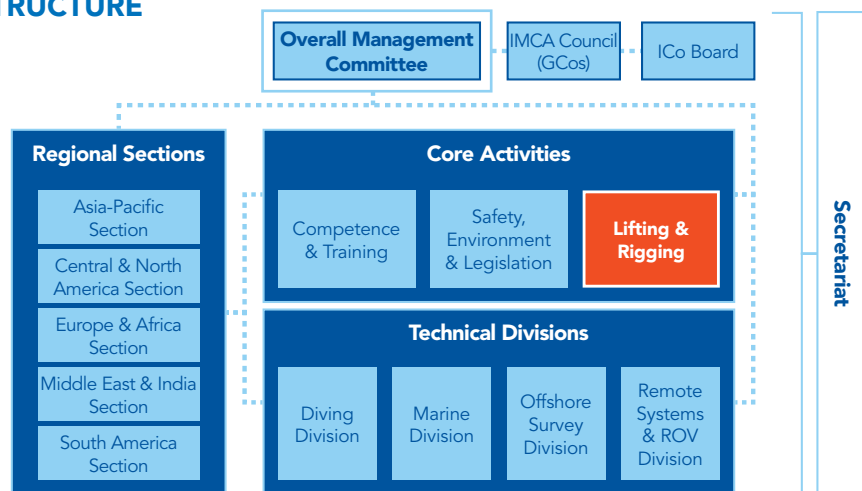 TRUCTURE
Overall Management
Committee
IMCA Council
(GCos)
ICo Board
Regional Sections
Asia-Pacific
Section
Central & North
America Section
Europe & Africa
Section
Middle East & India
Section
South America
Section
Core Activities
Competence
& Training
Safety,
Environment
& Legislation
Lifting &
Rigging
Technical Divisions
Diving
Division
Marine
Division
Offshore
Survey
Division
Remote
Systems
& ROV
Division
Secretariat